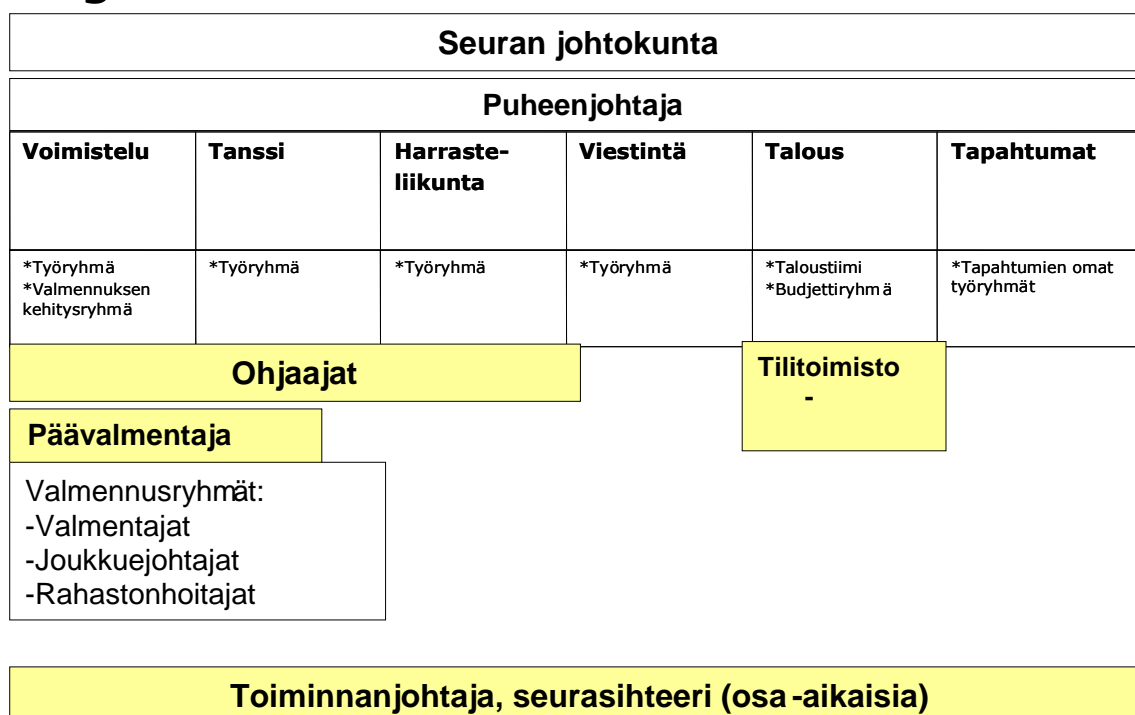 Seuran johtokunta
Puheenjohtaja
Voimistelu
Tanssi
Harraste-
liikunta
Viestintä
Talous
Tapahtumat
*Työryhmä
*Valmennuksen
kehitysryhmä
*Työryhmä
*Työryhmä
*Työryhmä
*Taloustiimi
*Budjettiryhmä
*Tapahtumien omat
työryhmät
Ohjaajat
Tilitoimisto
-
Päävalmentaja
Valmennusryhmät:
-Valmentajat
-Joukkuejohtajat
-Rahastonhoitajat
Toiminnanjohtaja, seurasihteeri (osa-aikaisia)